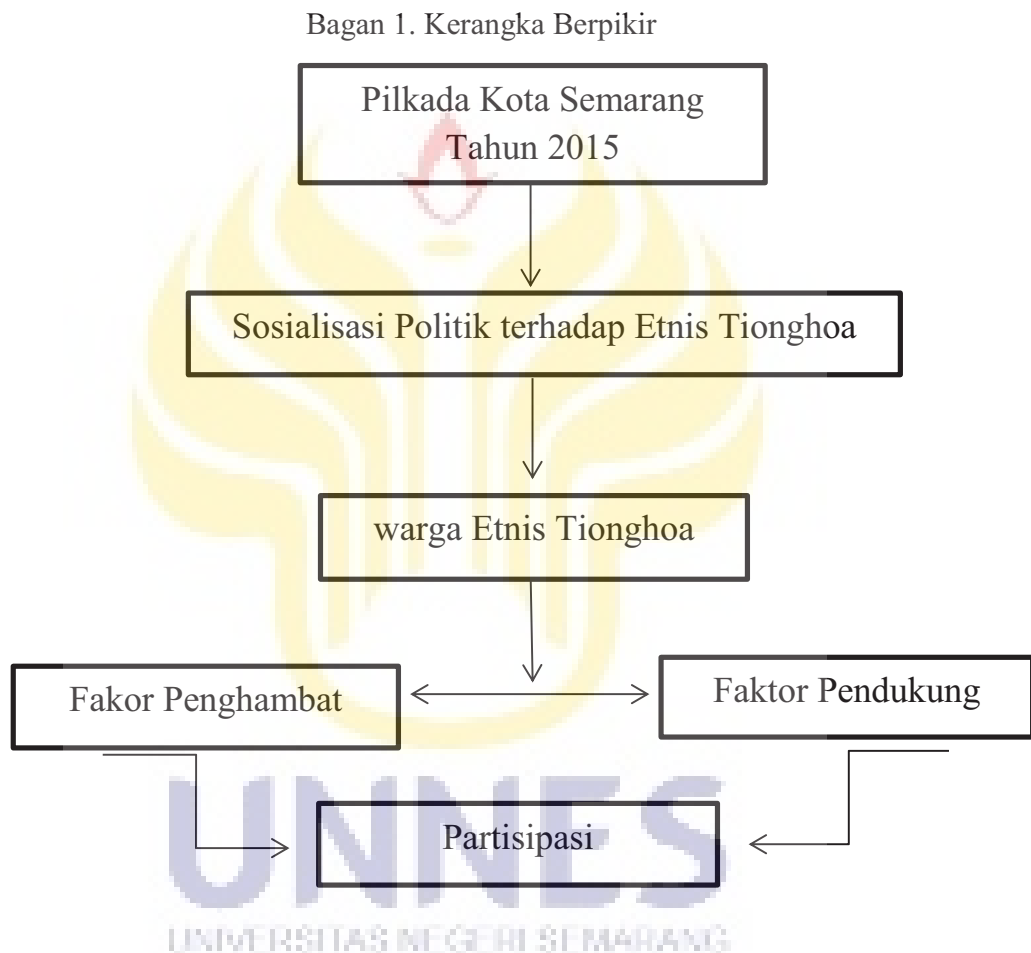 Bagan 1. Kerangka Berpikir
Pilkada Kota Semarang
Tahun 2015
Sosialisasi Politik terhadap Etnis Tionghoa
warga Etnis Tionghoa
Fakor Penghambat
Faktor Pendukung
Partisipasi
UNNES
UNIVERSITAS NEGERI SEMARANG